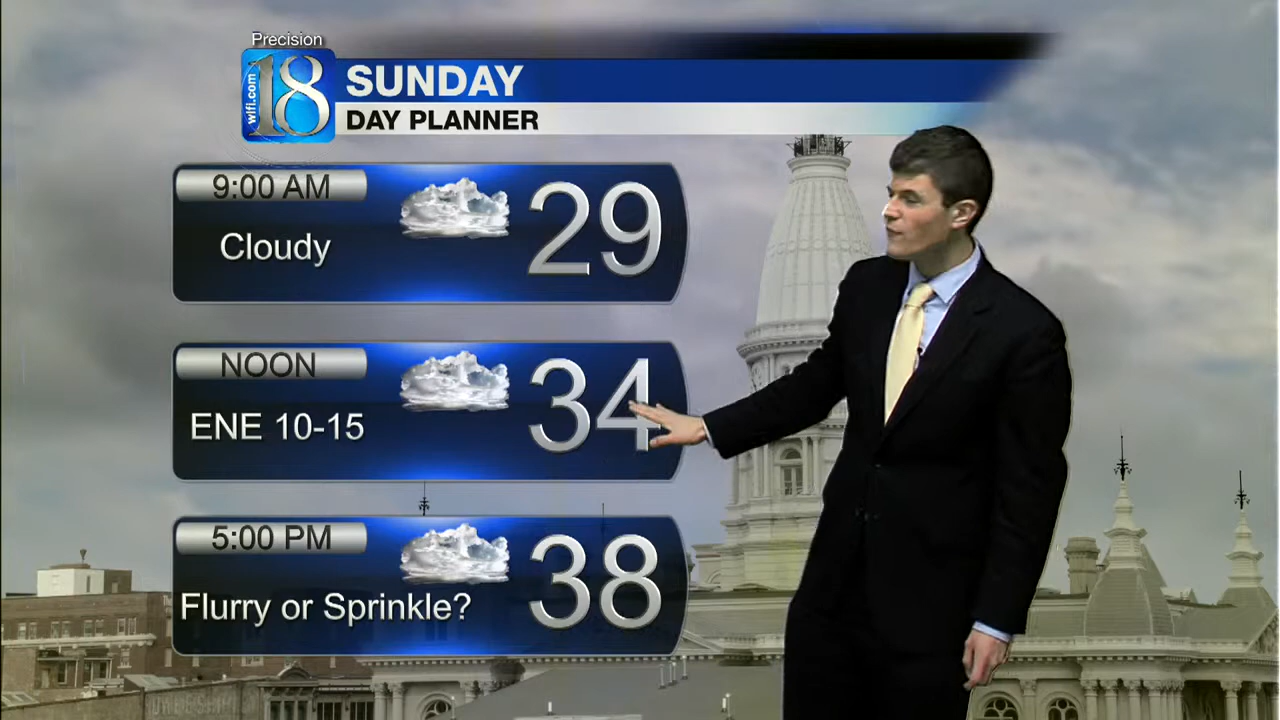 Precision
wlfi.com
18
SUNDAY
DAY PLANNER
9:00 AM
Cloudy
29
NOON
ENE 10-15
34
5:00 PM
Flurry or Sprinkle?
38